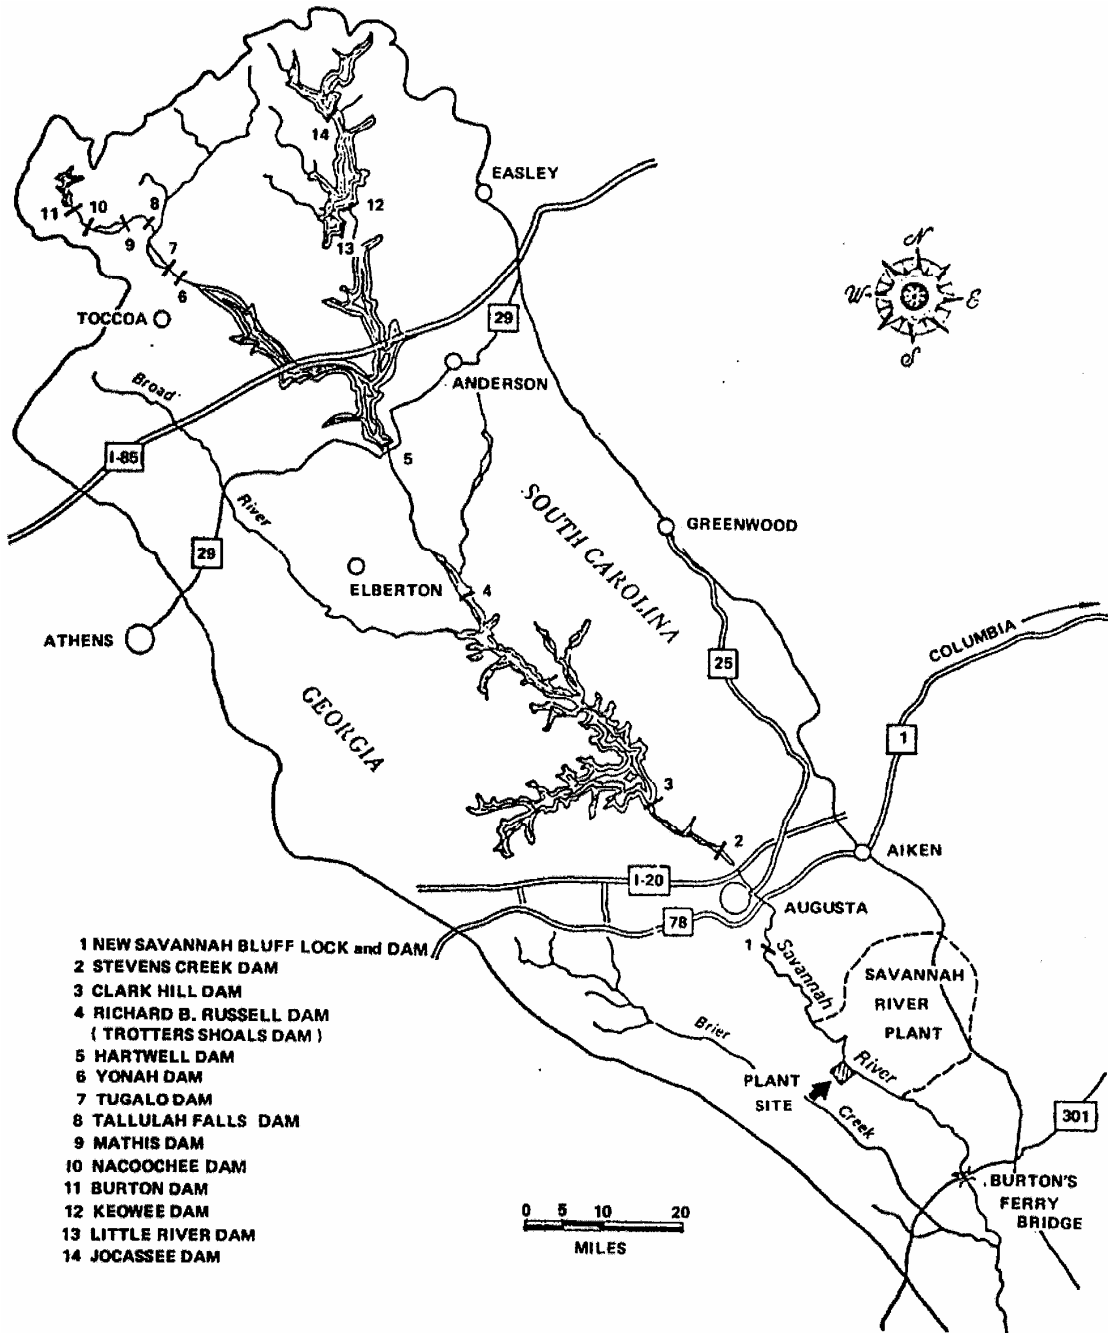 14
EASLEY
11
10
9
8
12
13
7
6
TOCCOA
29
N
W
E
S
ANDERSON
Broad
I-85
5
River
SOUTH CAROLINA
GREENWOOD
29
ELBERTON
4
ATHENS
COLUMBIA
25
GEORGIA
1
3
2
AIKEN
I-20
AUGUSTA
78
1
Savannah
SAVANNAH
RIVER
PLANT
1 NEW SAVANNAH BLUFF LOCK and DAM
2 STEVENS CREEK DAM
3 CLARK HILL DAM
4 RICHARD B. RUSSELL DAM
( TROTTERS SHOALS DAM )
5 HARTWELL DAM
6 YONAH DAM
7 TUGALO DAM
8 TALLULAH FALLS DAM
9 MATHIS DAM
10 NACOOCHEE DAM
11 BURTON DAM
12 KEOWEE DAM
13 LITTLE RIVER DAM
14 JOCASSEE DAM
Brier
River
PLANT
SITE
Creek
301
BURTON'S
FERRY
BRIDGE
0 5 10 20
MILES